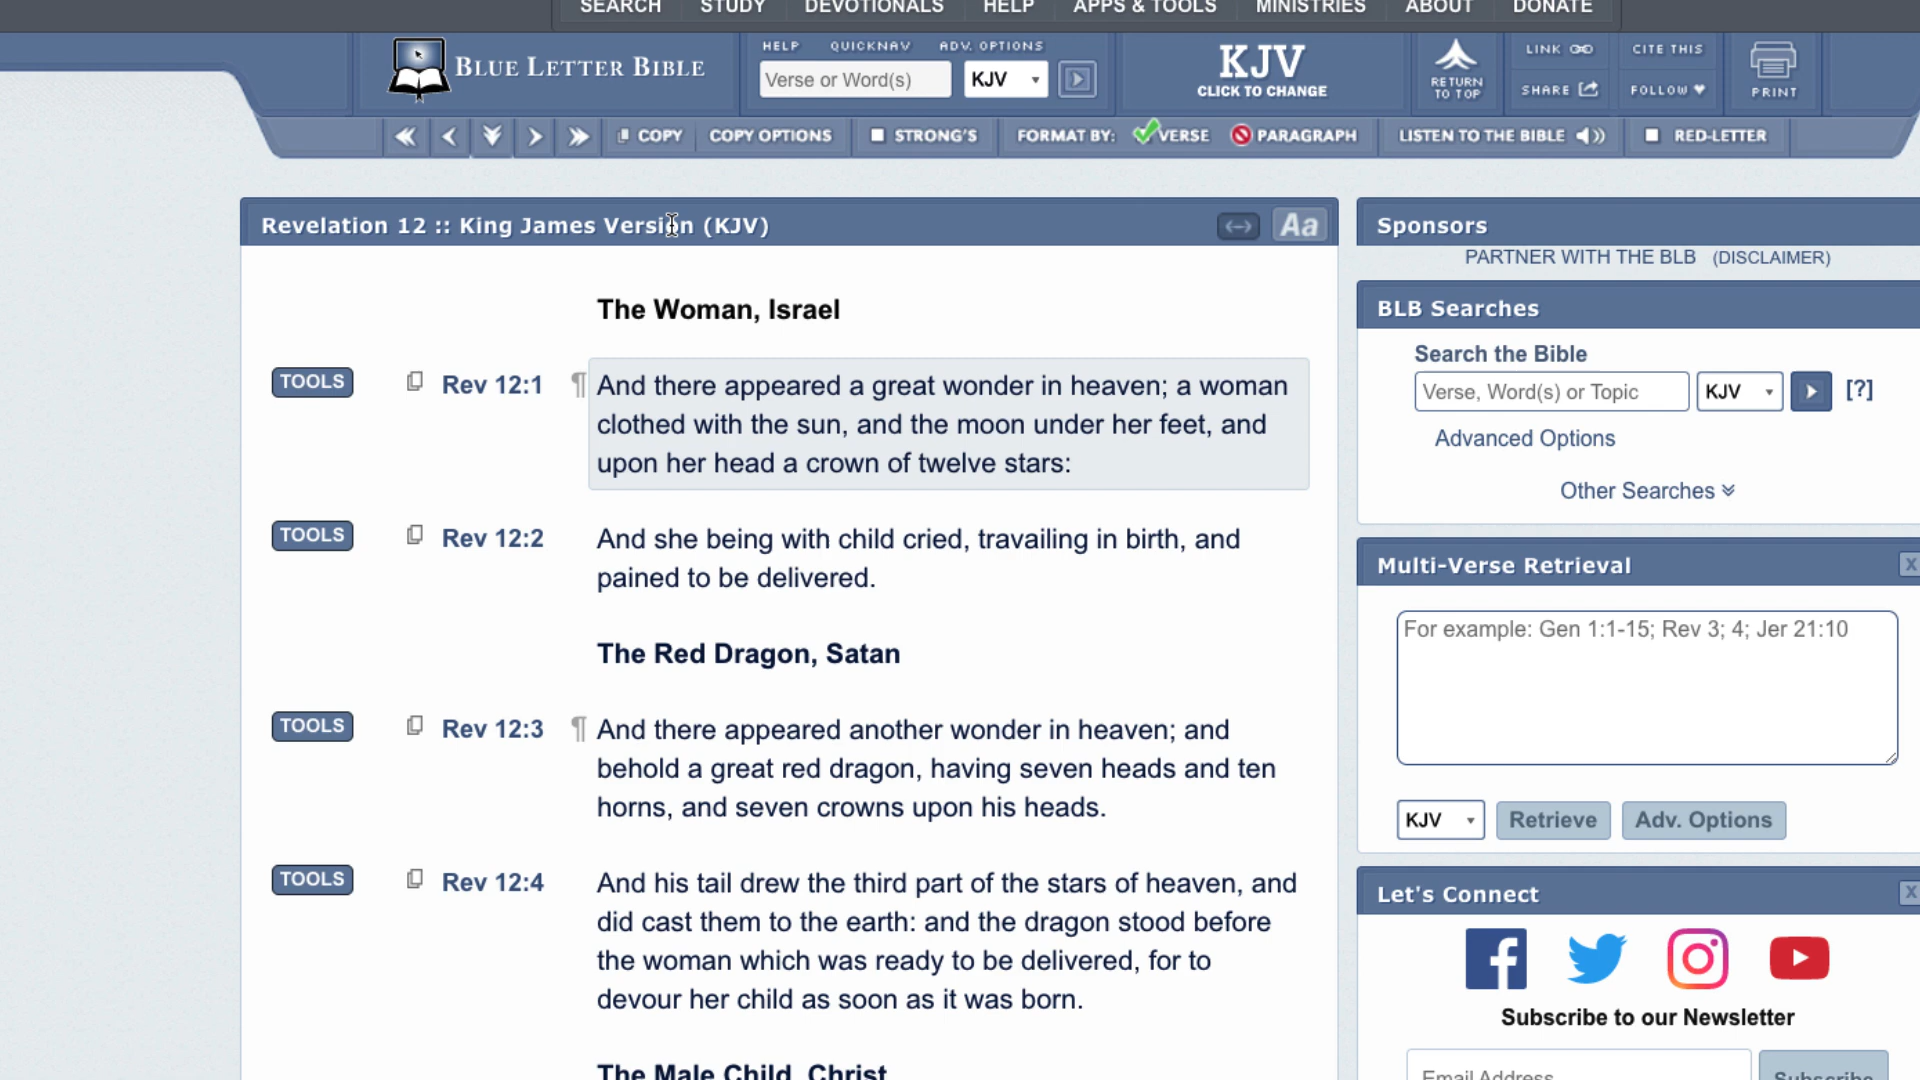 SEARCH STUDY DEVOTIONALS HELP APPS & TOOLS MINISTRIES ABOUT DONATE
BLUE LETTER BIBLE
HELP QUICKNAV ADV. OPTIONS
Verse or Word(s) KJV
KJV
CLICK TO CHANGE
RETURN
TO TOP
LINK
SHARE
CITE THIS
FOLLOW
PRINT
COPY COPY OPTIONS STRONG'S FORMAT BY: VERSE PARAGRAPH LISTEN TO THE BIBLE RED-LETTER
Revelation 12 :: King James Version (KJV)
Aa
The Woman, Israel
TOOLS Rev 12:1 ¶ And there appeared a great wonder in heaven; a woman
clothed with the sun, and the moon under her feet, and
upon her head a crown of twelve stars:
TOOLS Rev 12:2 And she being with child cried, travailing in birth, and
pained to be delivered.
The Red Dragon, Satan
TOOLS Rev 12:3 ¶ And there appeared another wonder in heaven; and
behold a great red dragon, having seven heads and ten
horns, and seven crowns upon his heads.
TOOLS Rev 12:4 And his tail drew the third part of the stars of heaven, and
did cast them to the earth: and the dragon stood before
the woman which was ready to be delivered, for to
devour her child as soon as it was born.
The Male Child, Christ
Sponsors
PARTNER WITH THE BLB (DISCLAIMER)
BLB Searches
Search the Bible
Verse, Word(s) or Topic KJV [?]
Advanced Options
Other Searches
Multi-Verse Retrieval X
For example: Gen 1:1-15; Rev 3; 4; Jer 21:10
KJV Retrieve Adv. Options
Let's Connect X
Subscribe to our Newsletter
Email Address Subscribe